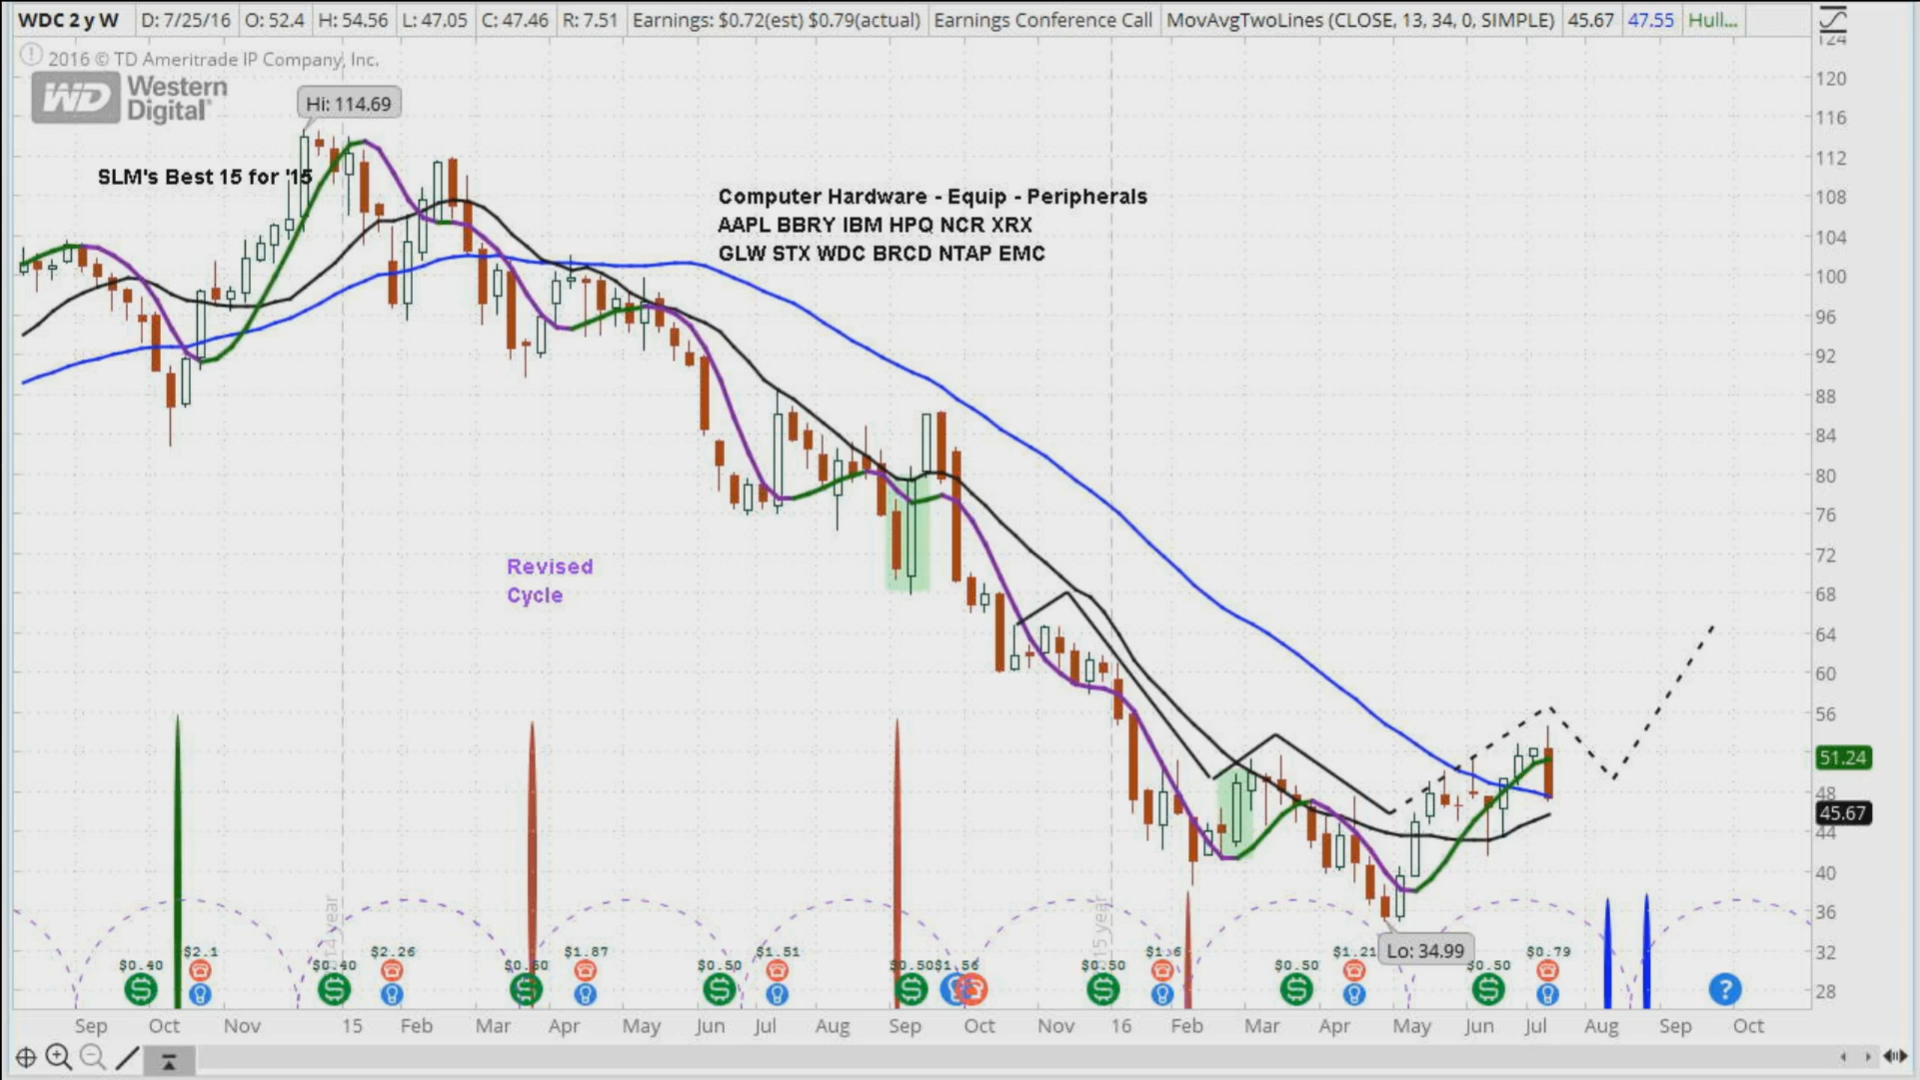 WDC 2 y W D: 7/25/16 O: 52.4 H: 54.56 L: 47.05 C: 47.46 R: 7.51 Earnings: $0.72(est) $0.79(actual) Earnings Conference Call MovAvgTwoLines (CLOSE, 13, 34, 0, SIMPLE) 45.67 47.55 Hull...
2016 © TD Ameritrade IP Company, Inc.
WD Western
Digital
Hi: 114.69
SLM's Best 15 for '15
Computer Hardware - Equip - Peripherals
AAPL BBRY IBM HPQ NCR XRX
GLW STX WDC BRCD NTAP EMC
Revised
Cycle
124
120
116
112
108
104
100
96
92
88
84
80
76
72
68
64
60
56
51.24
48
45.67
44
40
36
32
28
Lo: 34.99
$0.40 $2.1 $0.40 $2.26 $0.50 $1.87 $0.50 $1.51 $0.50 $1.56 $0.50 $0.50 $1.21 $0.50 $0.79
14 year
15 year
Sep Oct Nov 15 Feb Mar Apr May Jun Jul Aug Sep Oct Nov 16 Feb Mar Apr May Jun Jul Aug Sep Oct